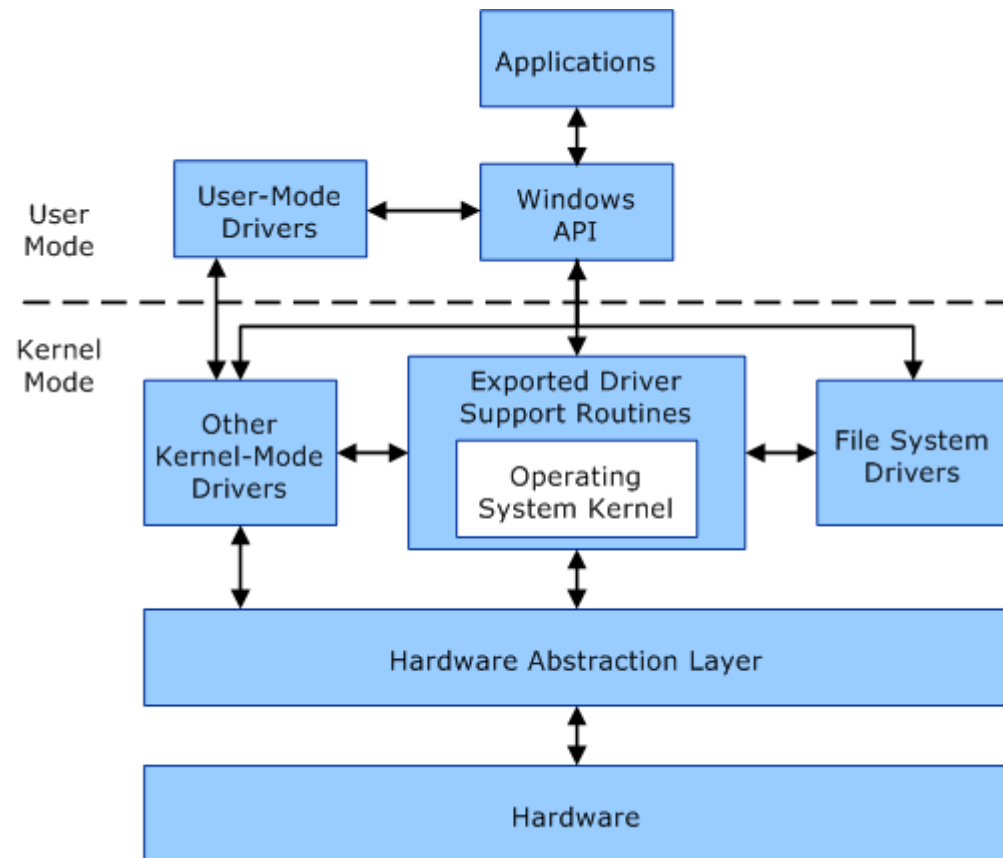 Applications
User-Mode
Drivers
Windows
API
User
Mode
Kernel
Mode
Exported Driver
Support Routines
Other
Kernel-Mode
Drivers
Operating
System Kernel
File System
Drivers
Hardware Abstraction Layer
Hardware